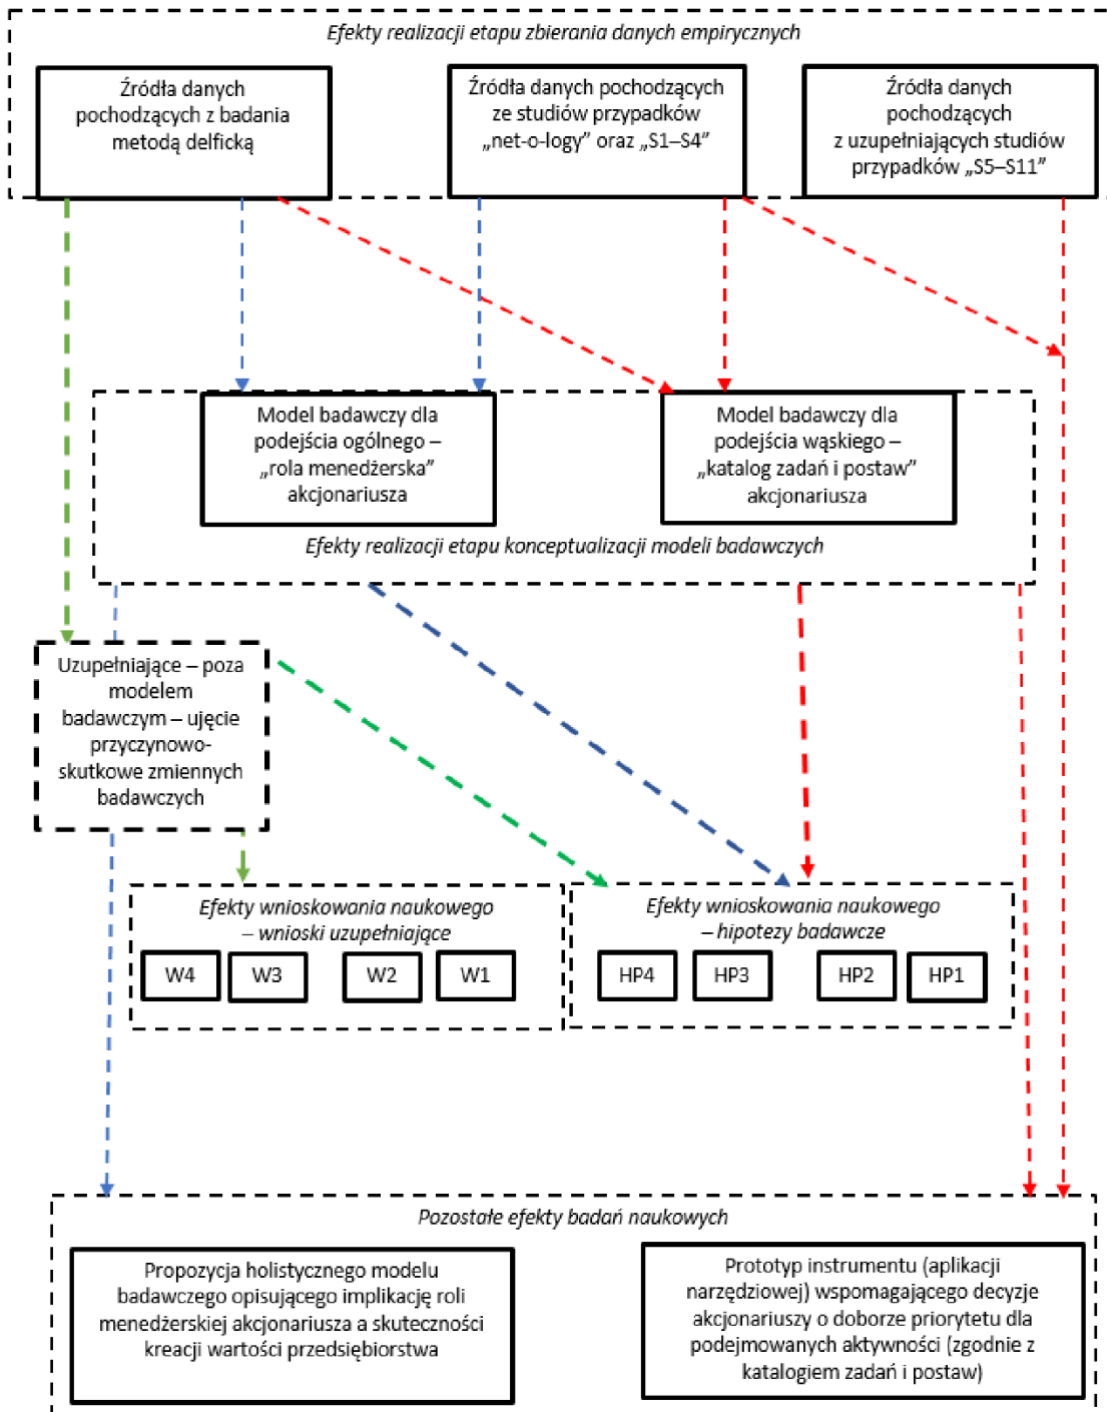 Efekty realizacji etapu zbierania danych empirycznych
Źródła danych
pochodzących z badania
metodą delficką
Źródła danych pochodzących
ze studiów przypadków
„net-o-logy” oraz „S1–S4”
Źródła danych
pochodzących
z uzupełniających studiów
przypadków „S5–S11”
Model badawczy dla
podejścia ogólnego –
„rola menedżerska”
akcjonariusza
Model badawczy dla
podejścia wąskiego –
„katalog zadań i postaw”
akcjonariusza
Efekty realizacji etapu konceptualizacji modeli badawczych
Uzupełniające – poza
modelem
badawczym – ujęcie
przyczynowo-
skutkowe zmiennych
badawczych
Efekty wnioskowania naukowego
– wnioski uzupełniające
W4
W3
W2
W1
Efekty wnioskowania naukowego
– hipotezy badawcze
HP4
HP3
HP2
HP1
Pozostałe efekty badań naukowych
Propozycja holistycznego modelu
badawczego opisującego implikację roli
menedżerskiej akcjonariusza a skuteczności
kreacji wartości przedsiębiorstwa
Prototyp instrumentu (aplikacji
narzędziowej) wspomagającego decyzje
akcjonariuszy o doborze priorytetu dla
podejmowanych aktywności (zgodnie z
katalogiem zadań i postaw)